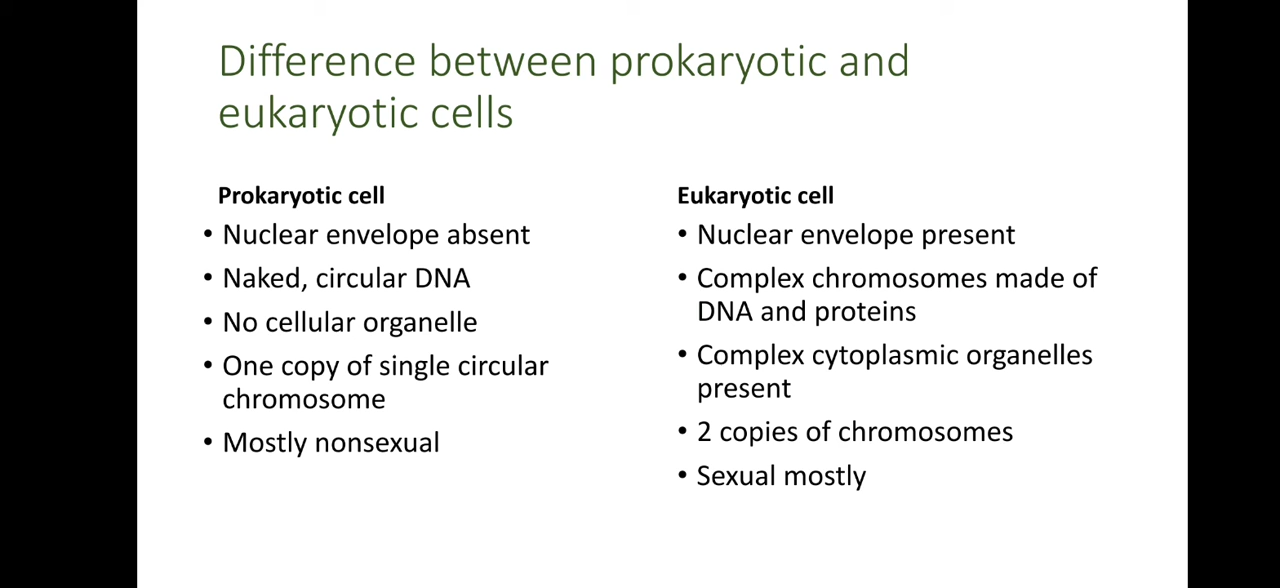 Difference between prokaryotic and
eukaryotic cells
Prokaryotic cell
• Nuclear envelope absent
• Naked, circular DNA
• No cellular organelle
• One copy of single circular
chromosome
• Mostly nonsexual
Eukaryotic cell
• Nuclear envelope present
• Complex chromosomes made of
DNA and proteins
• Complex cytoplasmic organelles
present
• 2 copies of chromosomes
• Sexual mostly